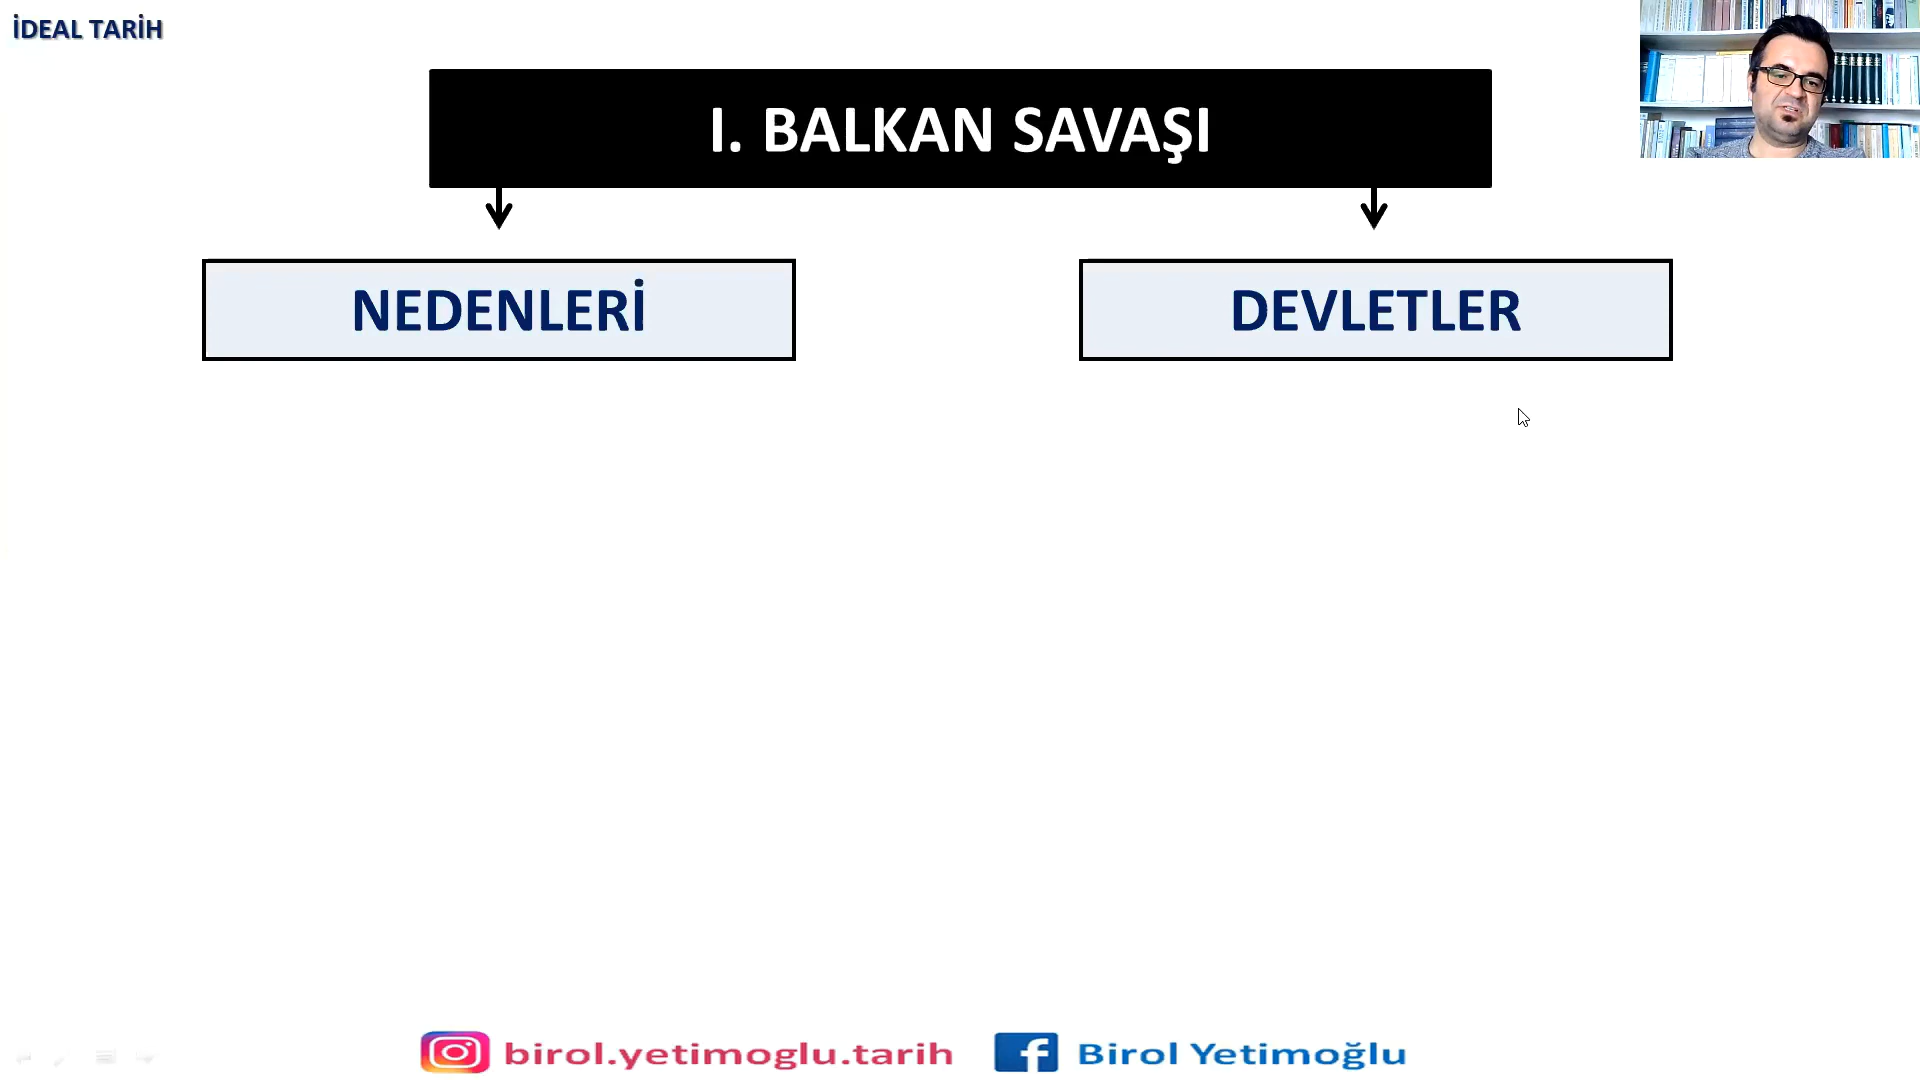 İDEAL TARİH
I. BALKAN SAVAŞI
NEDENLERİ
DEVLETLER
birol.yetimoglu.tarih
Birol Yetimoğlu